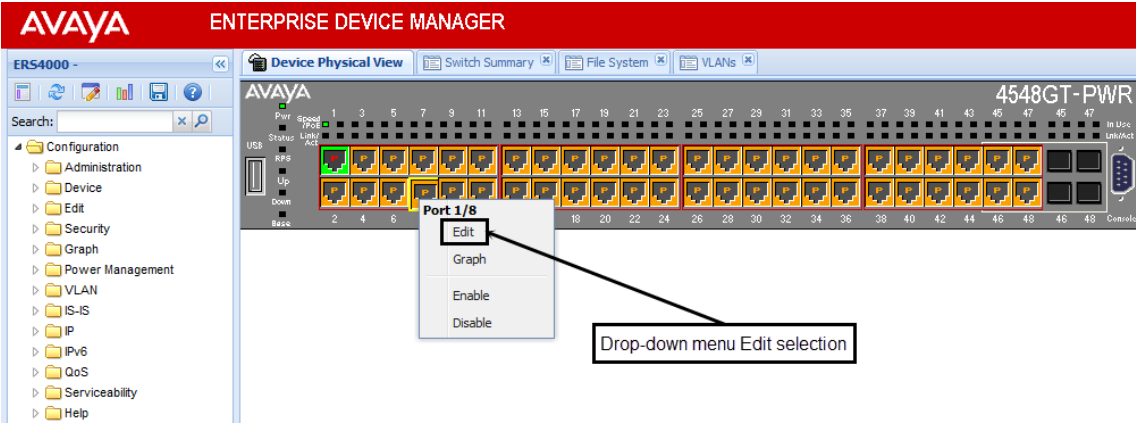 AVAYA ENTERPRISE DEVICE MANAGER
ERS4000 -
Device Physical View Switch Summary File System VLANs
Search:
Configuration
Administration
Device
Edit
Security
Graph
Power Management
VLAN
IS-IS
IP
IPv6
QoS
Serviceability
Help
AVAYA 4548GT-PWR
Pwr Speed /PoE 1 3 5 7 9 11 13 15 17 19 21 23 25 27 29 31 33 35 37 39 41 43 45 47 45 47 In Use
Status Link/ Act Lnk/Act
USB
RPS
P P P P P P P P P P P P P P P P P P P P P P P P
Up
P P P P P P P P P P P P P P P P P P P P P P P P
Down
Base 2 4 6 18 20 22 24 26 28 30 32 34 36 38 40 42 44 46 48 46 48 Console
Port 1/8
Edit
Graph
Enable
Disable
Drop-down menu Edit selection